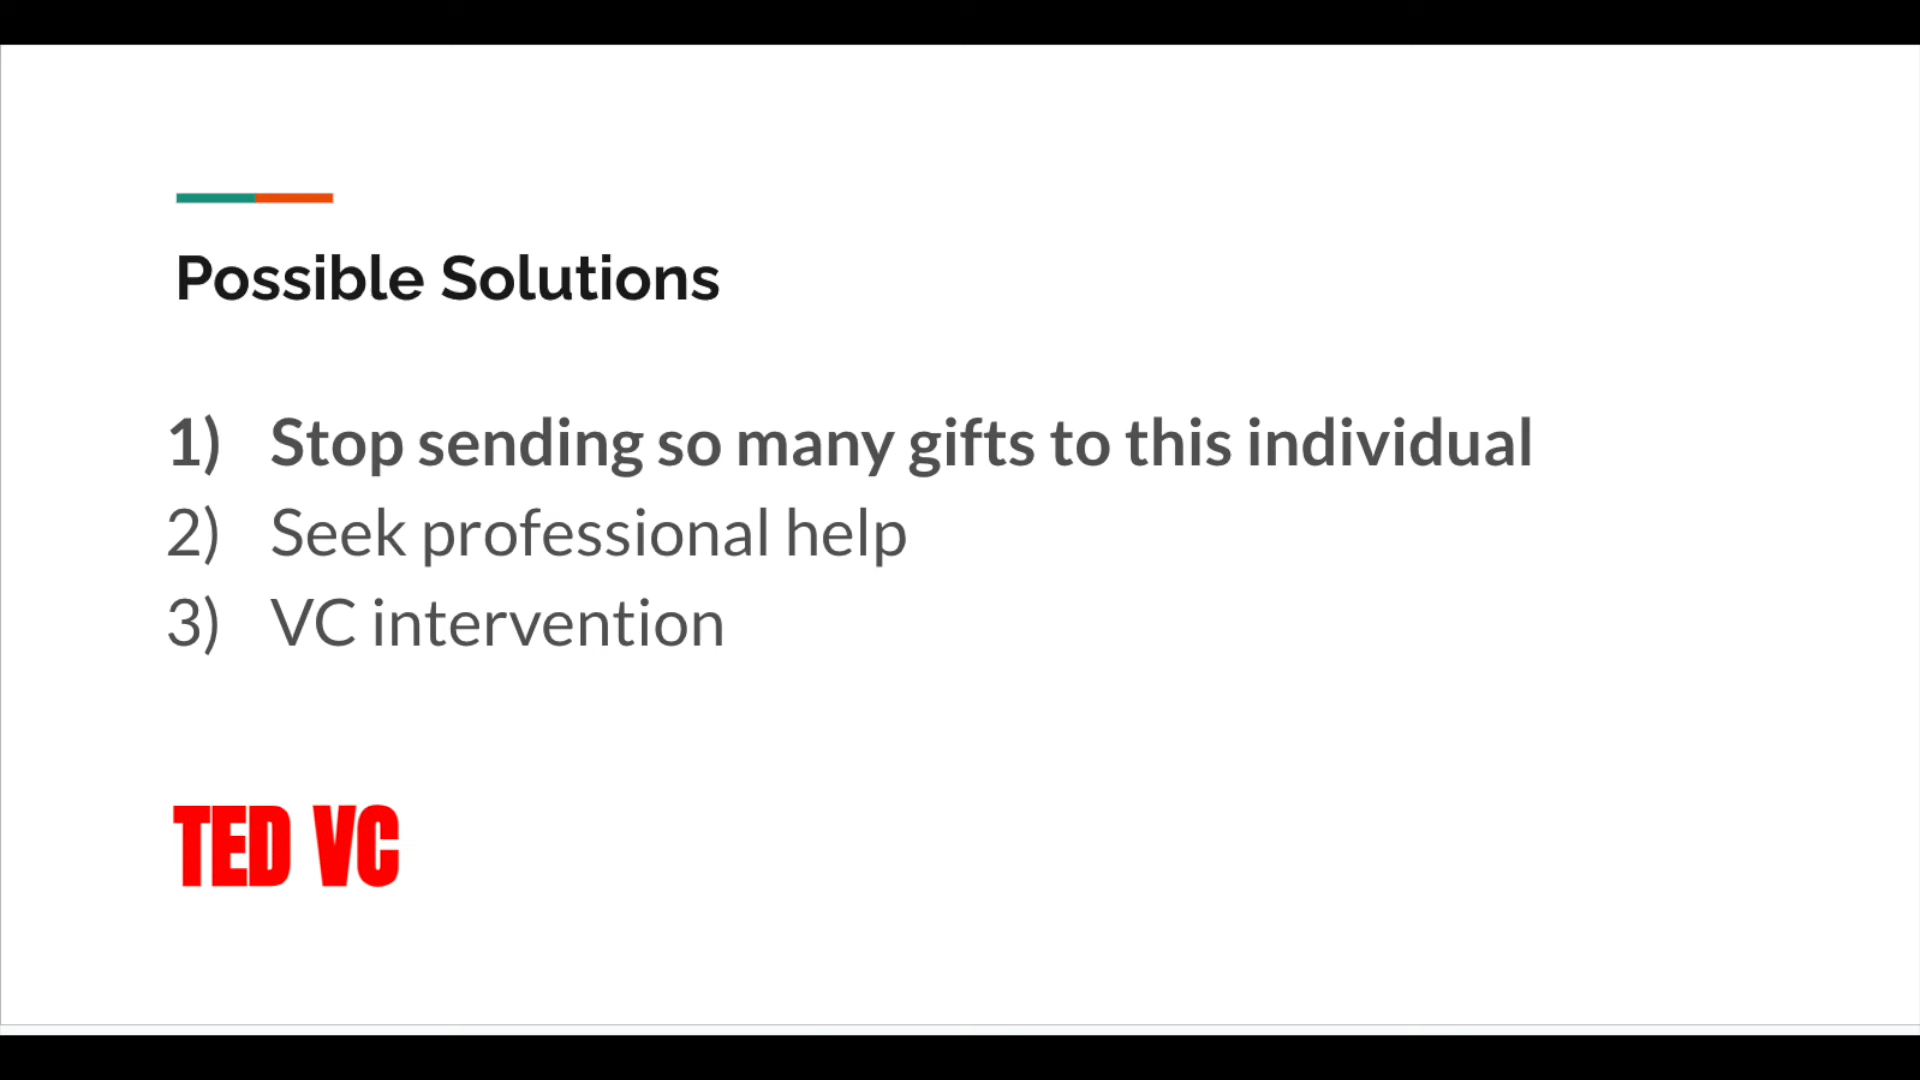 Possible Solutions
1) Stop sending so many gifts to this individual
2) Seek professional help
3) VC intervention
TED VC